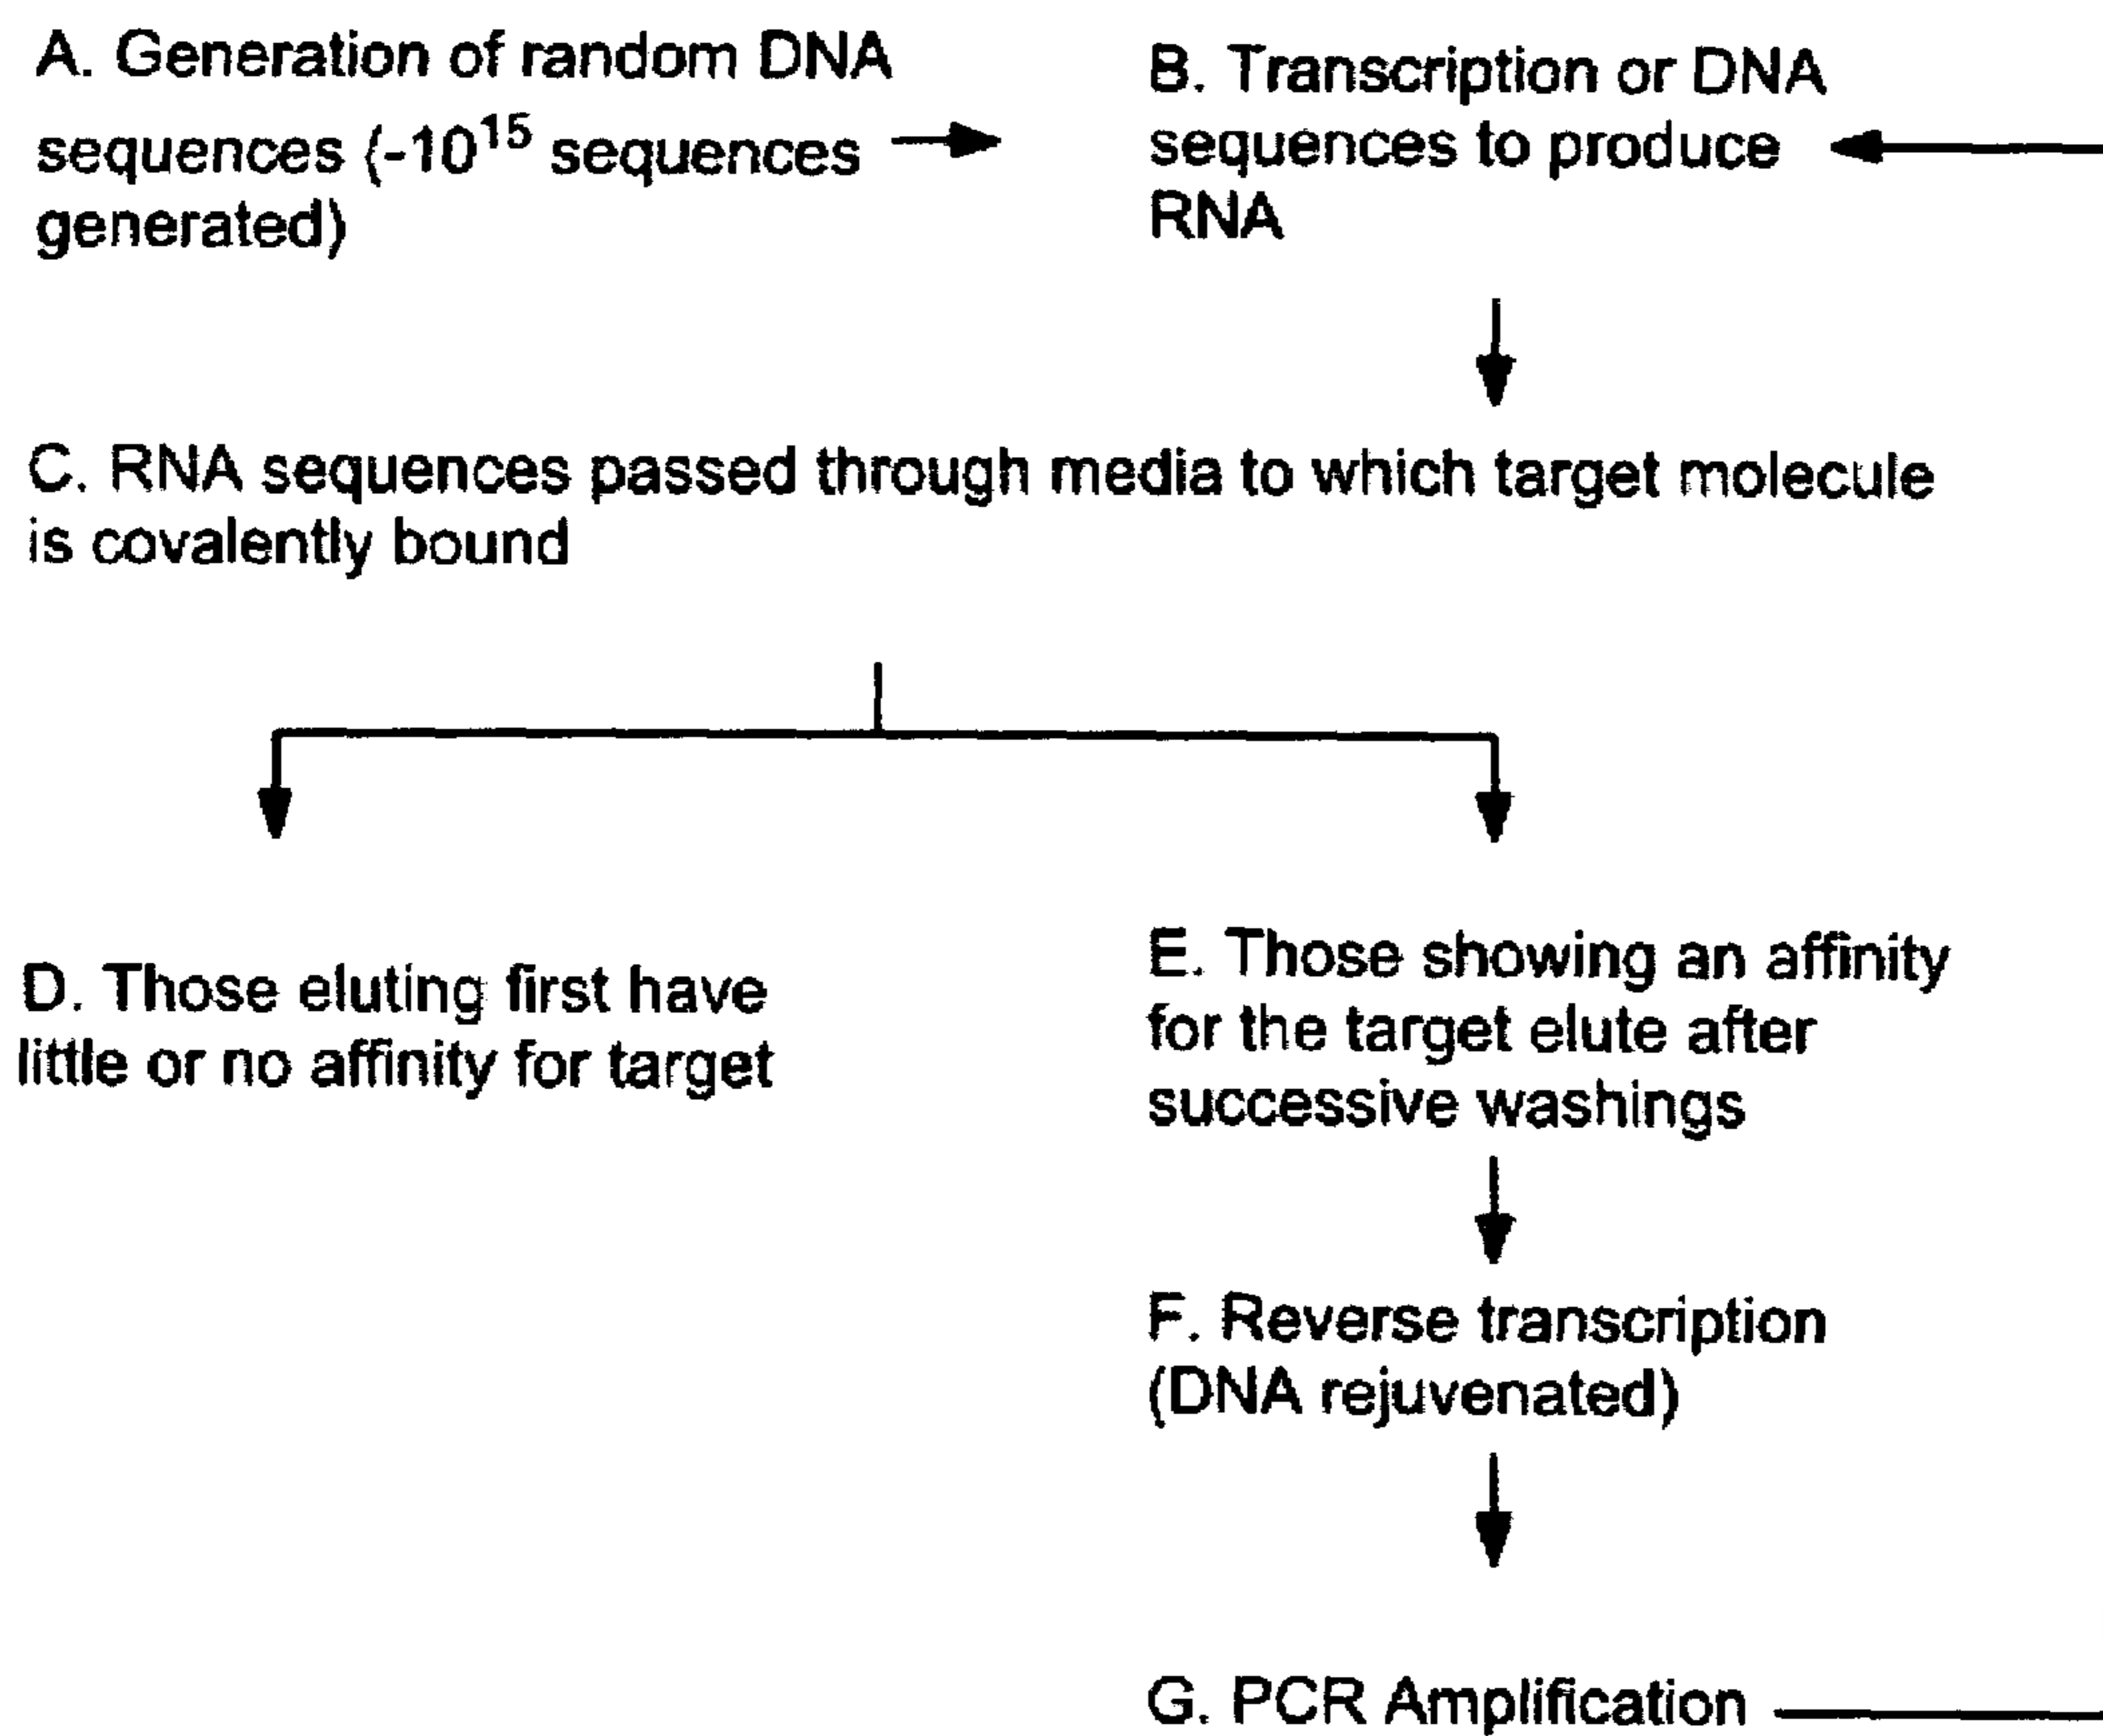 A. Generation of random DNA
sequences (-10¹⁵ sequences
generated)
B. Transcription or DNA
sequences to produce
RNA
C. RNA sequences passed through media to which target molecule
is covalently bound
D. Those eluting first have
little or no affinity for target
E. Those showing an affinity
for the target elute after
successive washings
F. Reverse transcription
(DNA rejuvenated)
G. PCR Amplification